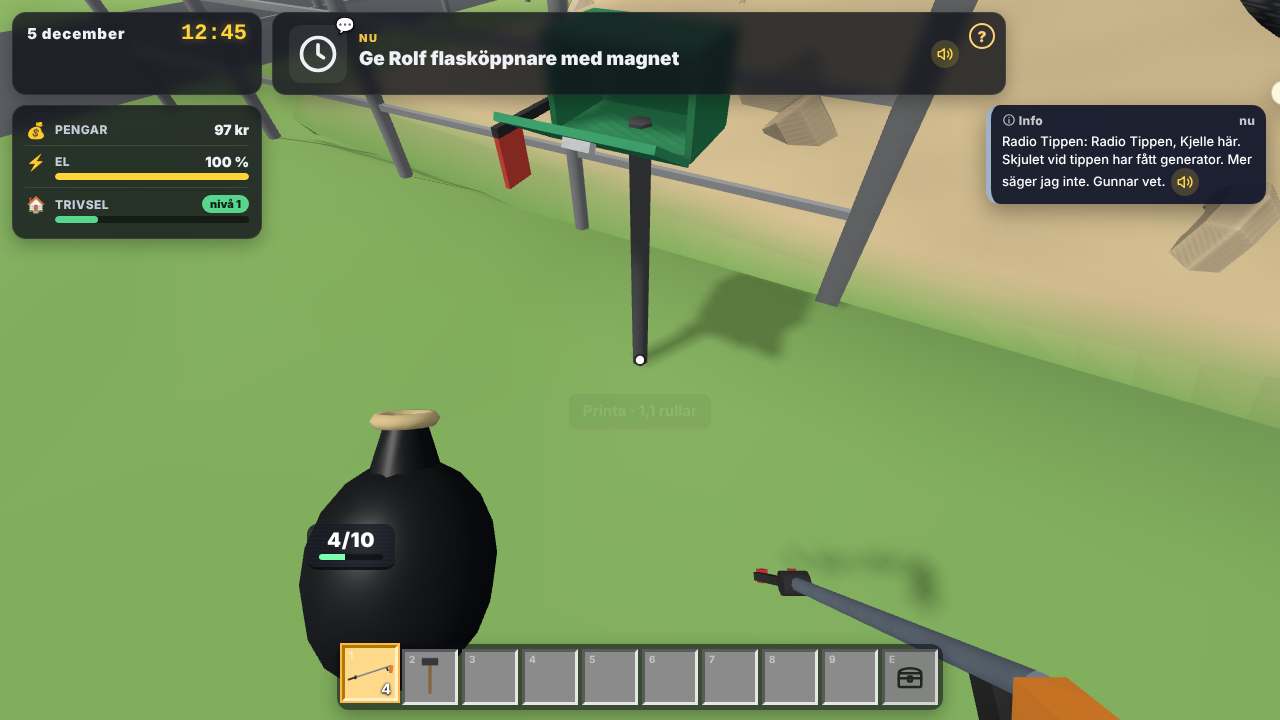 5 december
12:45
NU
Ge Rolf flasköppnare med magnet
?
PENGAR
97 kr
EL
100 %
TRIVSEL
nivå 1
Info
nu
Radio Tippen: Radio Tippen, Kjelle här.
Skjulet vid tippen har fått generator. Mer
säger jag inte. Gunnar vet.
Printa · 1,1 rullar
4/10
1
4
2
3
4
5
6
7
8
9
E